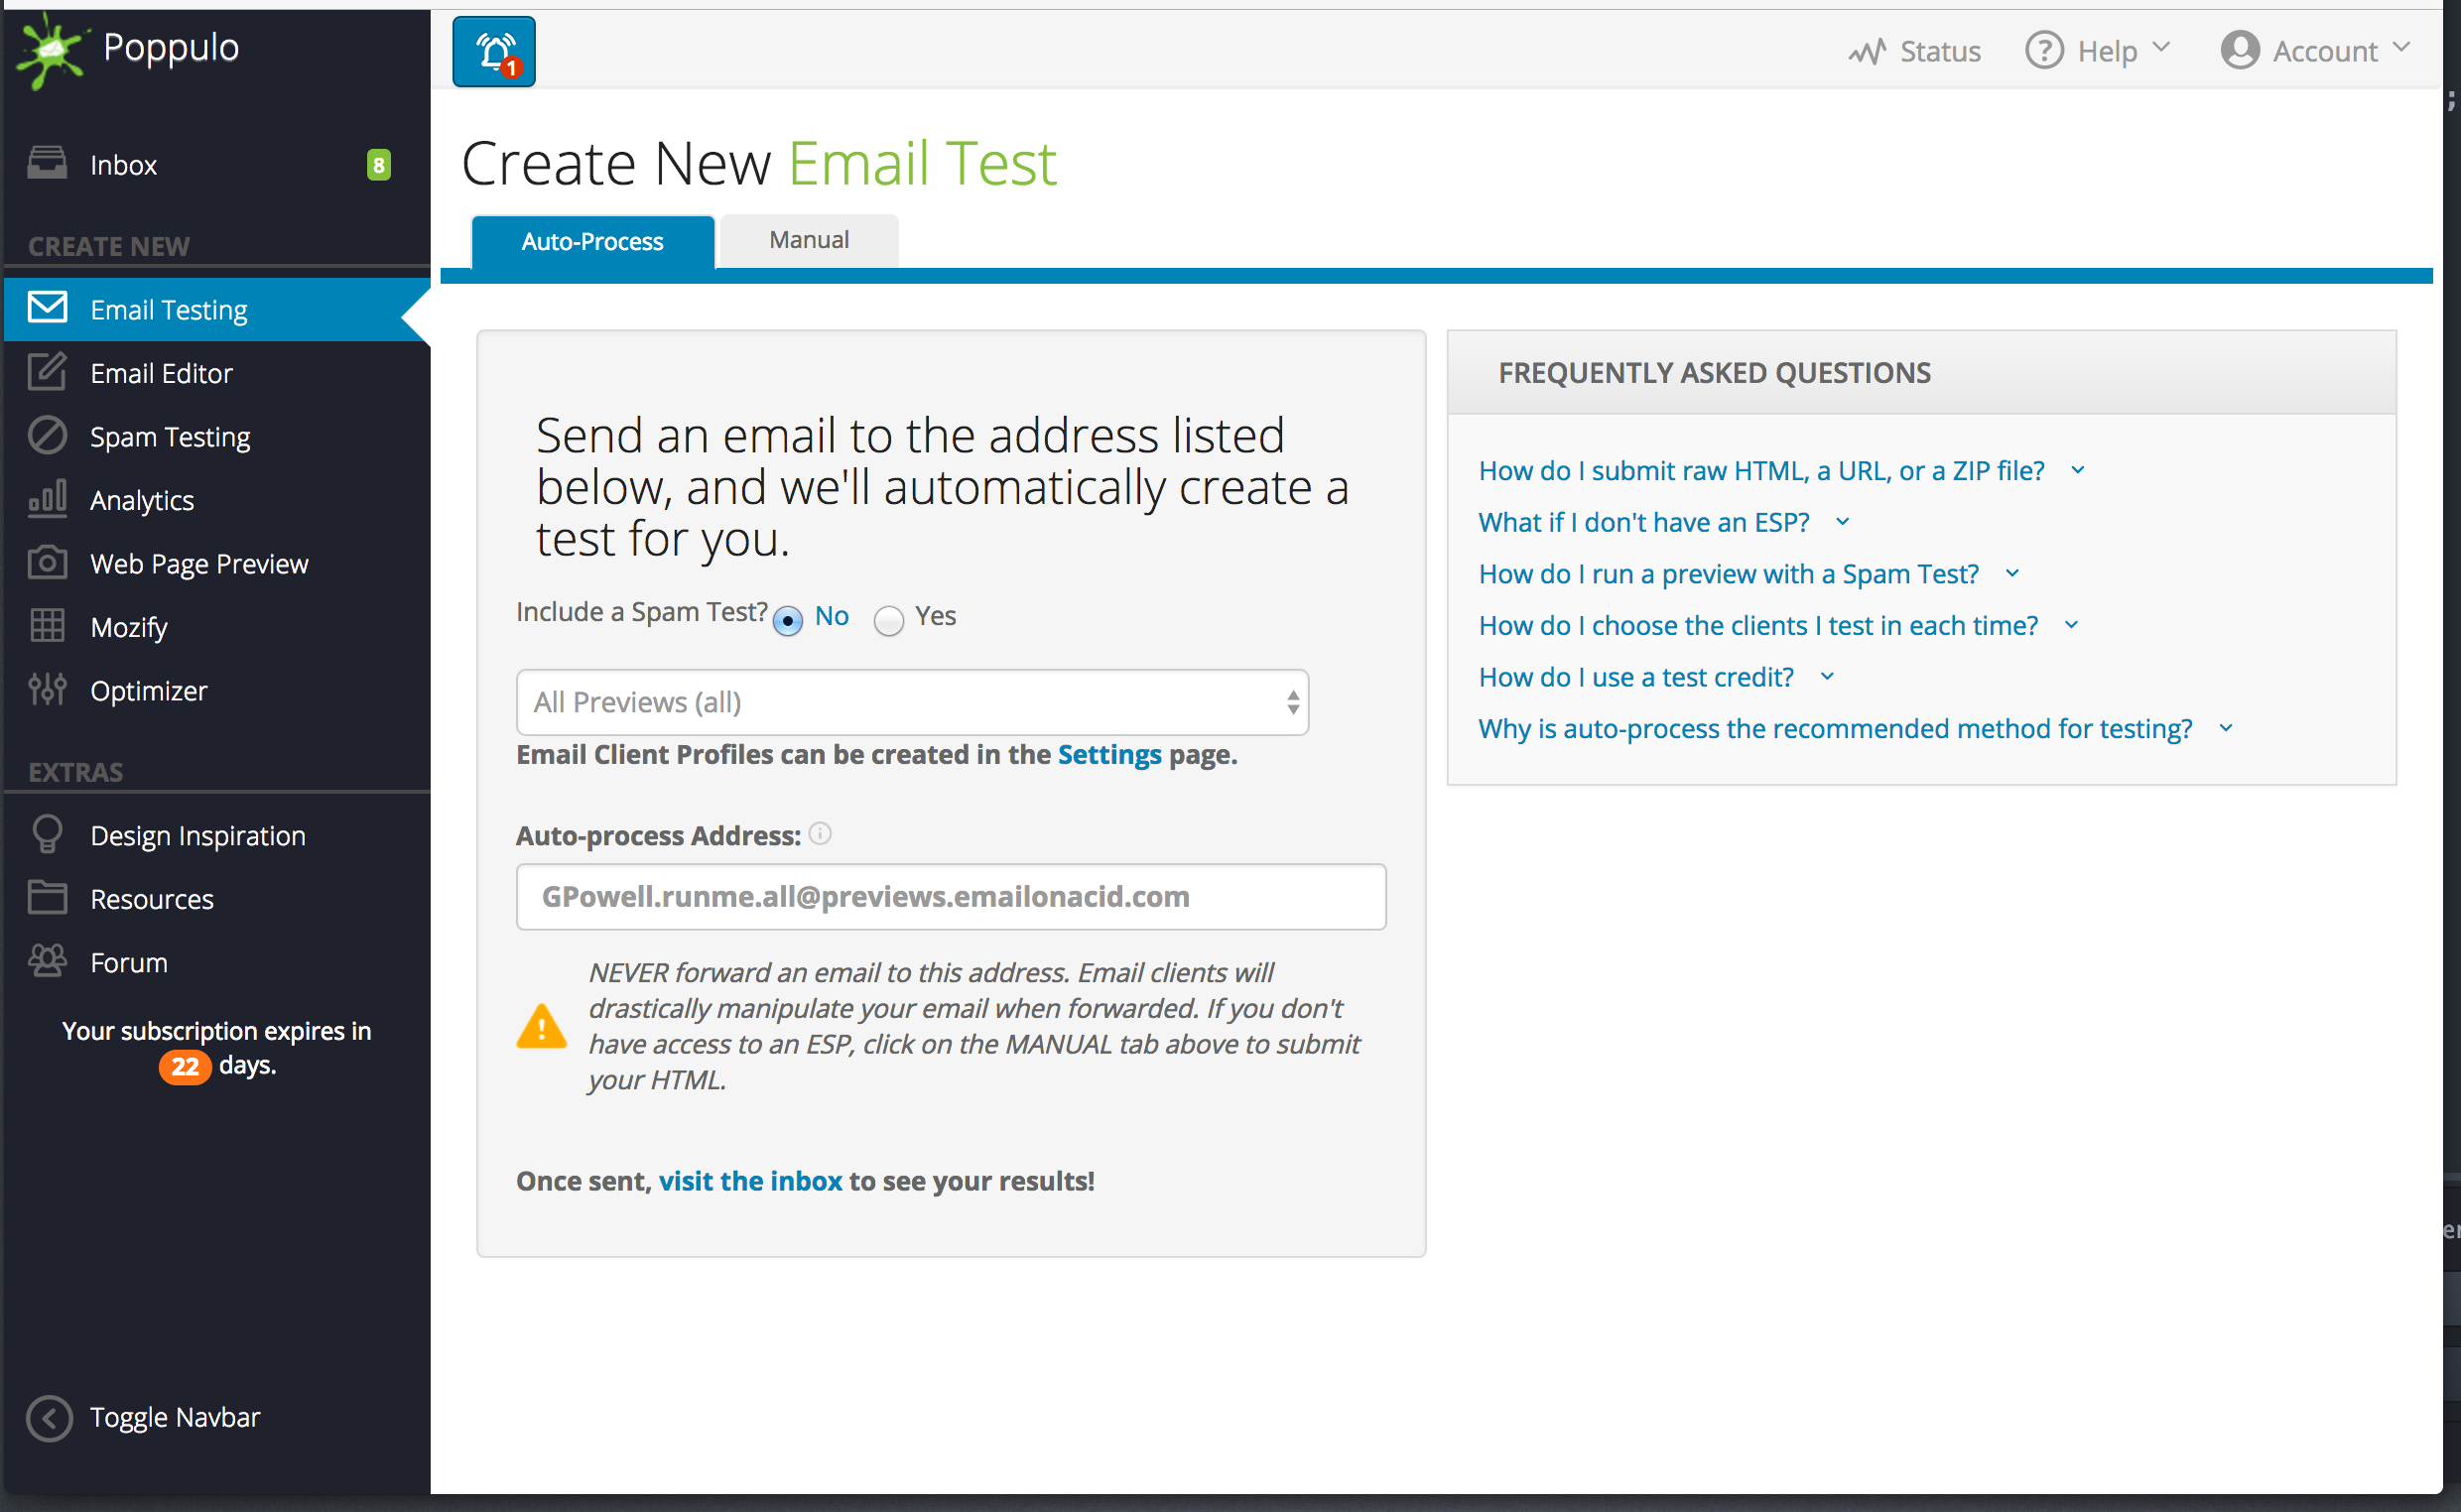 Poppulo
1
Status
Help
Account
Inbox
8
CREATE NEW
Email Testing
Email Editor
Spam Testing
Analytics
Web Page Preview
Mozify
Optimizer
EXTRAS
Design Inspiration
Resources
Forum
Your subscription expires in
22 days.
Toggle Navbar
Create New Email Test
Auto-Process
Manual
Send an email to the address listed
below, and we'll automatically create a
test for you.
Include a Spam Test? No Yes
All Previews (all)
Email Client Profiles can be created in the Settings page.
Auto-process Address:
GPowell.runme.all@previews.emailonacid.com
NEVER forward an email to this address. Email clients will
drastically manipulate your email when forwarded. If you don't
have access to an ESP, click on the MANUAL tab above to submit
your HTML.
Once sent, visit the inbox to see your results!
FREQUENTLY ASKED QUESTIONS
How do I submit raw HTML, a URL, or a ZIP file?
What if I don't have an ESP?
How do I run a preview with a Spam Test?
How do I choose the clients I test in each time?
How do I use a test credit?
Why is auto-process the recommended method for testing?
;